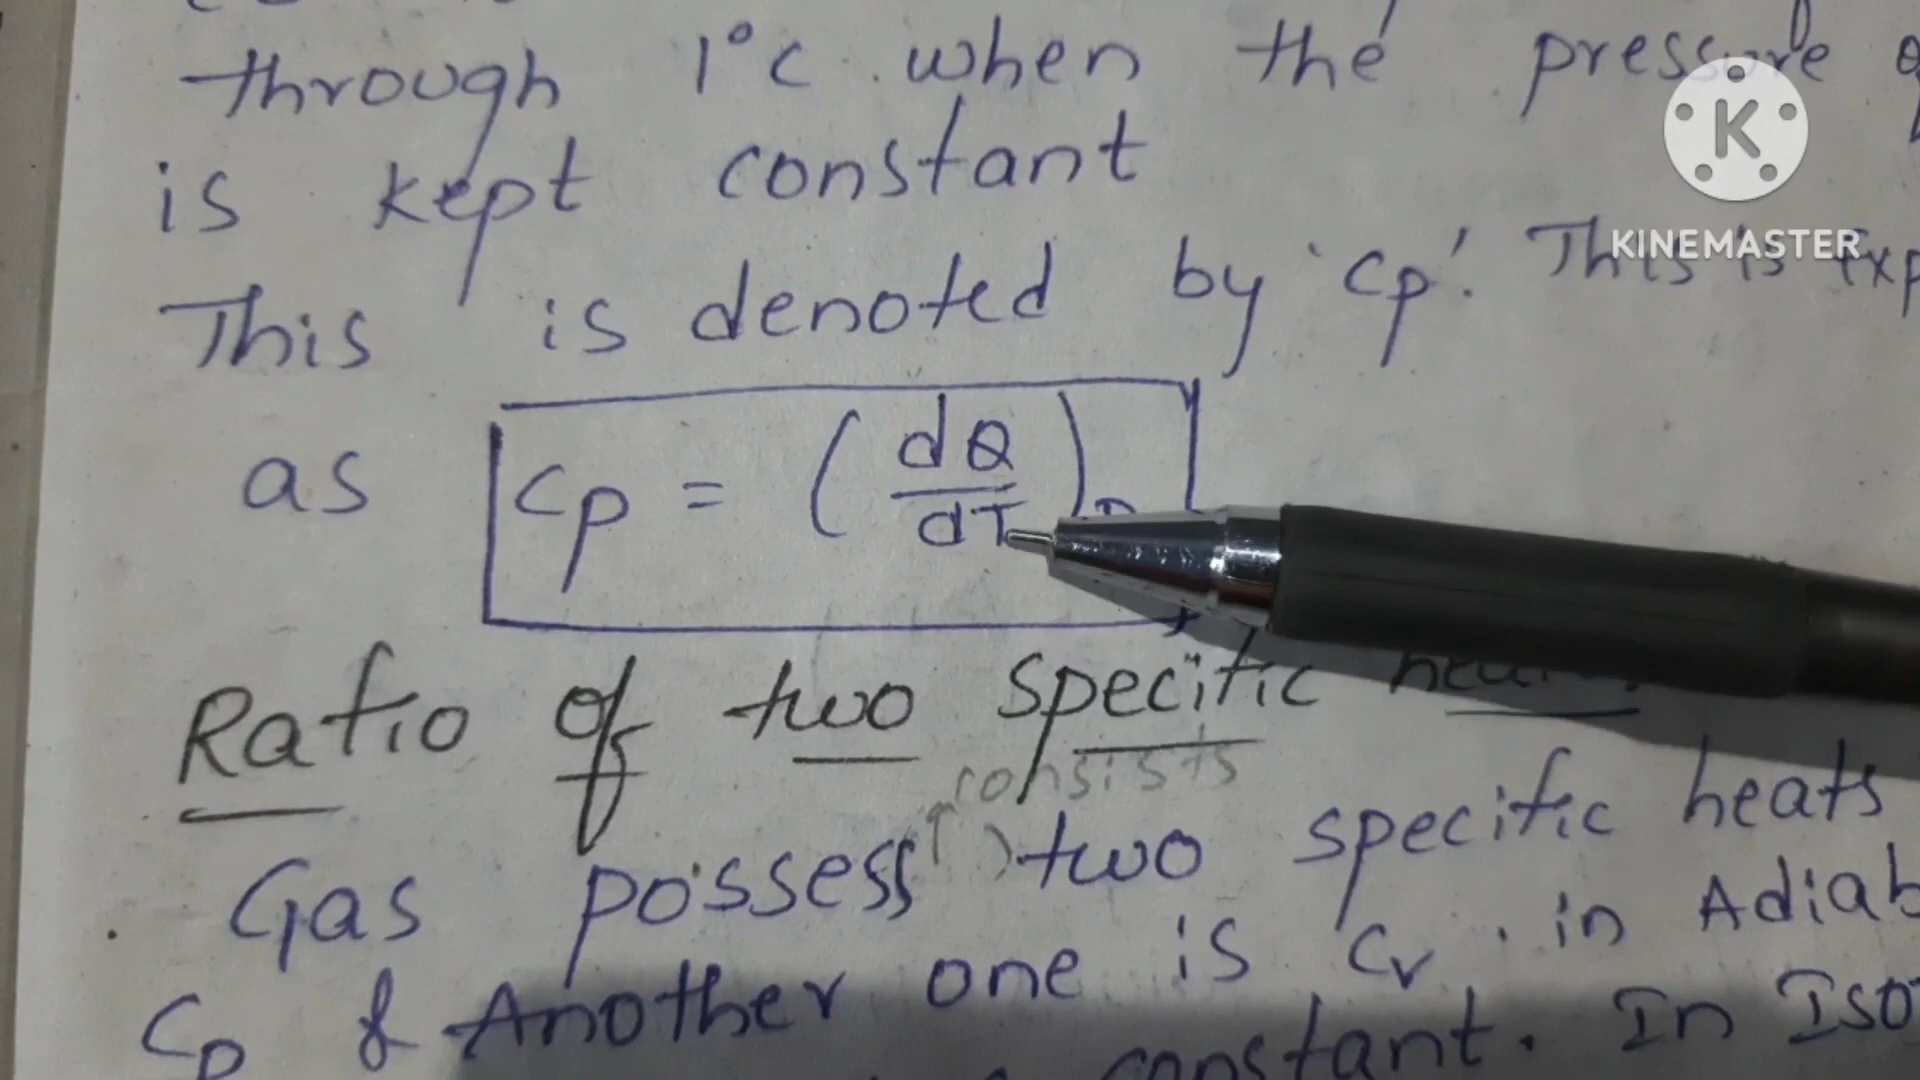 through 1°c when the pressure
is kept constant
This is denoted by 'Cp'. This is Exp
as Cp = (dQ/dT)p
Ratio of two specific
consists
Gas possess ( ) two specific heats
Cp & Another one is Cv . in Adiab
constant. In Iso
K
KINEMASTER